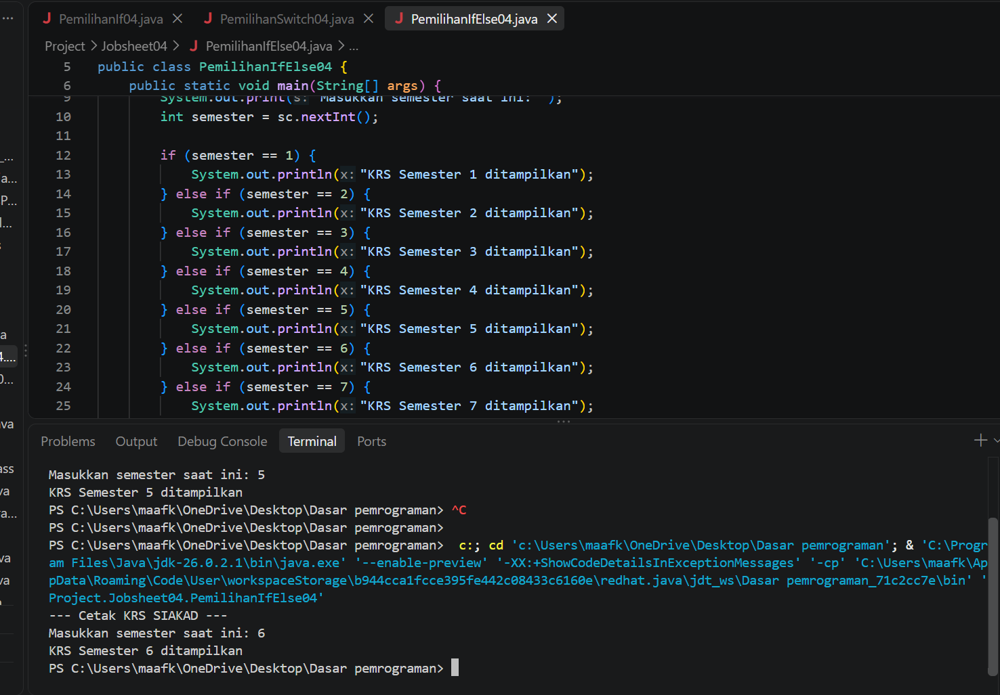 PemilihanIf04.java
PemilihanSwitch04.java
PemilihanIfElse04.java
Project > Jobsheet04 > PemilihanIfElse04.java > ...
5 public class PemilihanIfElse04 {
6 public static void main(String[] args) {
9 System.out.print(s: "Masukkan semester saat ini: ");
10 int semester = sc.nextInt();
11
12 if (semester == 1) {
13 System.out.println(x: "KRS Semester 1 ditampilkan");
14 } else if (semester == 2) {
15 System.out.println(x: "KRS Semester 2 ditampilkan");
16 } else if (semester == 3) {
17 System.out.println(x: "KRS Semester 3 ditampilkan");
18 } else if (semester == 4) {
19 System.out.println(x: "KRS Semester 4 ditampilkan");
20 } else if (semester == 5) {
21 System.out.println(x: "KRS Semester 5 ditampilkan");
22 } else if (semester == 6) {
23 System.out.println(x: "KRS Semester 6 ditampilkan");
24 } else if (semester == 7) {
25 System.out.println(x: "KRS Semester 7 ditampilkan");
Problems Output Debug Console Terminal Ports
Masukkan semester saat ini: 5
KRS Semester 5 ditampilkan
PS C:\Users\maafk\OneDrive\Desktop\Dasar pemrograman> ^C
PS C:\Users\maafk\OneDrive\Desktop\Dasar pemrograman>
PS C:\Users\maafk\OneDrive\Desktop\Dasar pemrograman> c:; cd 'c:\Users\maafk\OneDrive\Desktop\Dasar pemrograman'; & 'C:\Progr
am Files\Java\jdk-26.0.2.1\bin\java.exe' '--enable-preview' '-XX:+ShowCodeDetailsInExceptionMessages' '-cp' 'C:\Users\maafk\Ap
pData\Roaming\Code\User\workspaceStorage\b944cca1fcce395fe442c08433c6160e\redhat.java\jdt_ws\Dasar pemrograman_71c2cc7e\bin' '
Project.Jobsheet04.PemilihanIfElse04'
--- Cetak KRS SIAKAD ---
Masukkan semester saat ini: 6
KRS Semester 6 ditampilkan
PS C:\Users\maafk\OneDrive\Desktop\Dasar pemrograman>